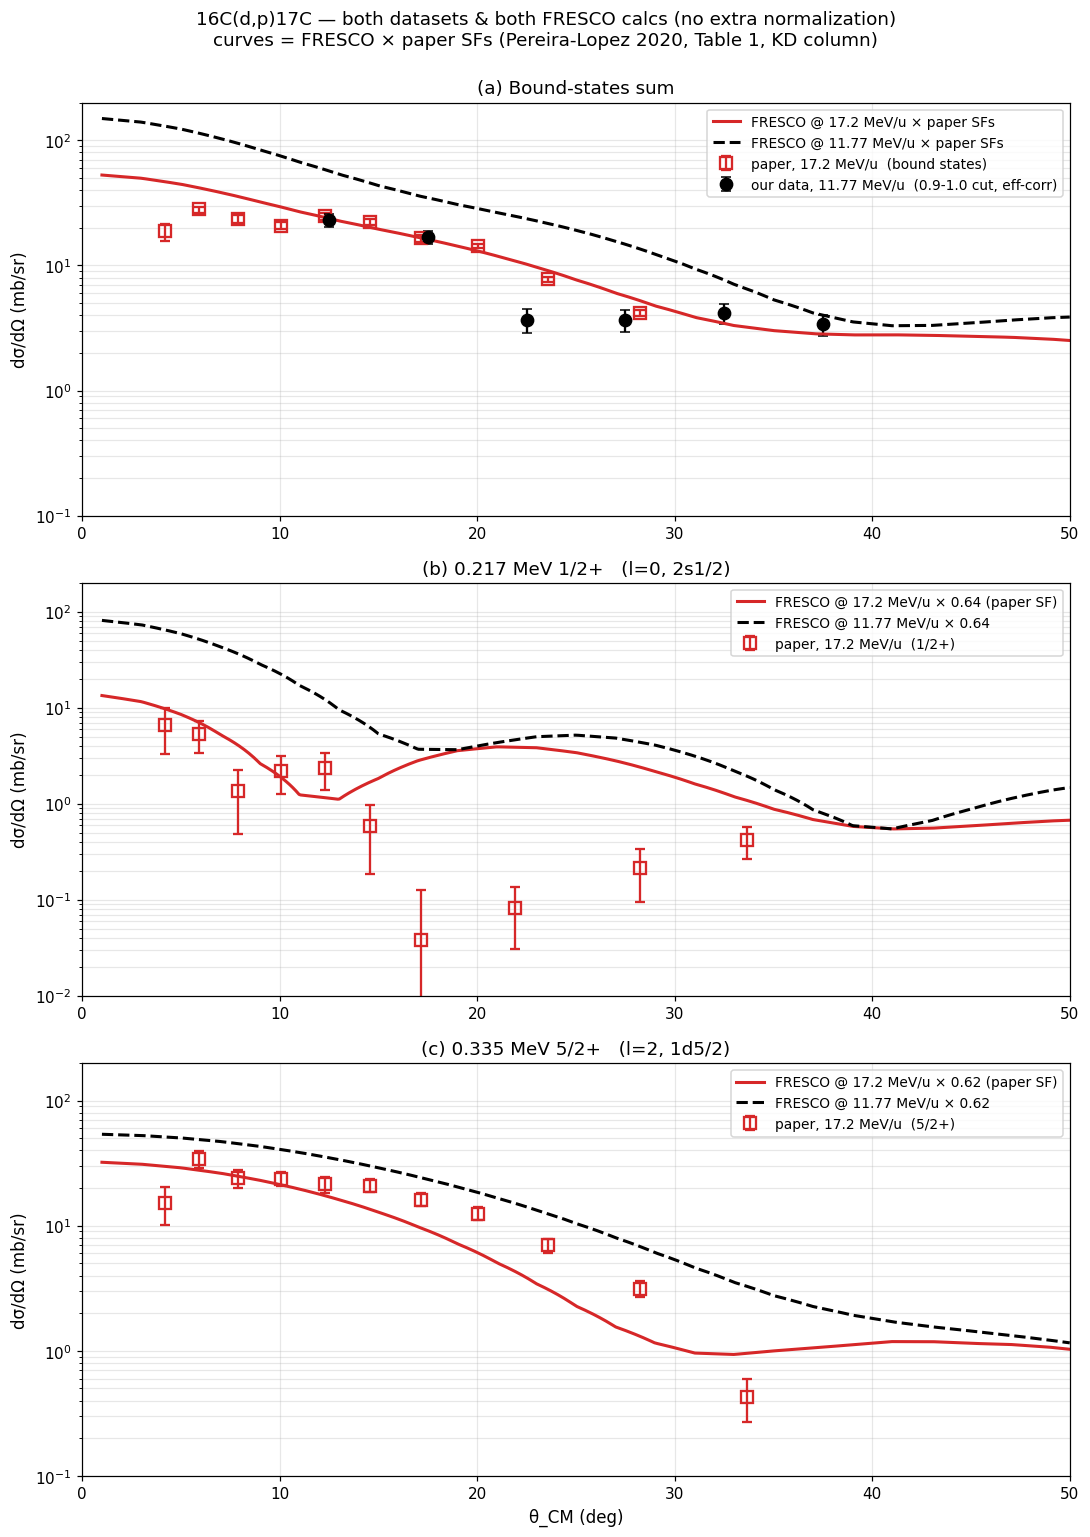 16C(d,p)17C — both datasets & both FRESCO calcs (no extra normalization)
curves = FRESCO × paper SFs (Pereira-Lopez 2020, Table 1, KD column)
(a) Bound-states sum
FRESCO @ 17.2 MeV/u × paper SFs
FRESCO @ 11.77 MeV/u × paper SFs
paper, 17.2 MeV/u (bound states)
our data, 11.77 MeV/u (0.9-1.0 cut, eff-corr)
dσ/dΩ (mb/sr)
10²
10¹
10⁰
10⁻¹
0 10 20 30 40 50
(b) 0.217 MeV 1/2+ (l=0, 2s1/2)
FRESCO @ 17.2 MeV/u × 0.64 (paper SF)
FRESCO @ 11.77 MeV/u × 0.64
paper, 17.2 MeV/u (1/2+)
dσ/dΩ (mb/sr)
10²
10¹
10⁰
10⁻¹
10⁻²
0 10 20 30 40 50
(c) 0.335 MeV 5/2+ (l=2, 1d5/2)
FRESCO @ 17.2 MeV/u × 0.62 (paper SF)
FRESCO @ 11.77 MeV/u × 0.62
paper, 17.2 MeV/u (5/2+)
dσ/dΩ (mb/sr)
10²
10¹
10⁰
10⁻¹
0 10 20 30 40 50
θ_CM (deg)